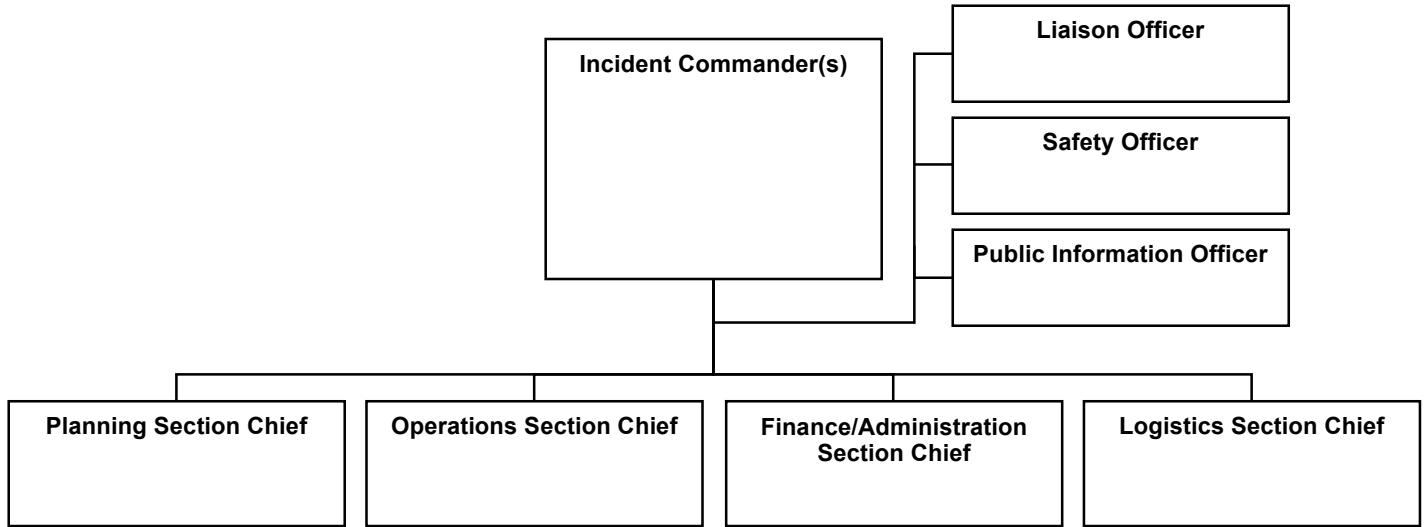 Incident Commander(s)
Liaison Officer
Safety Officer
Public Information Officer
Planning Section Chief
Operations Section Chief
Finance/Administration
Section Chief
Logistics Section Chief